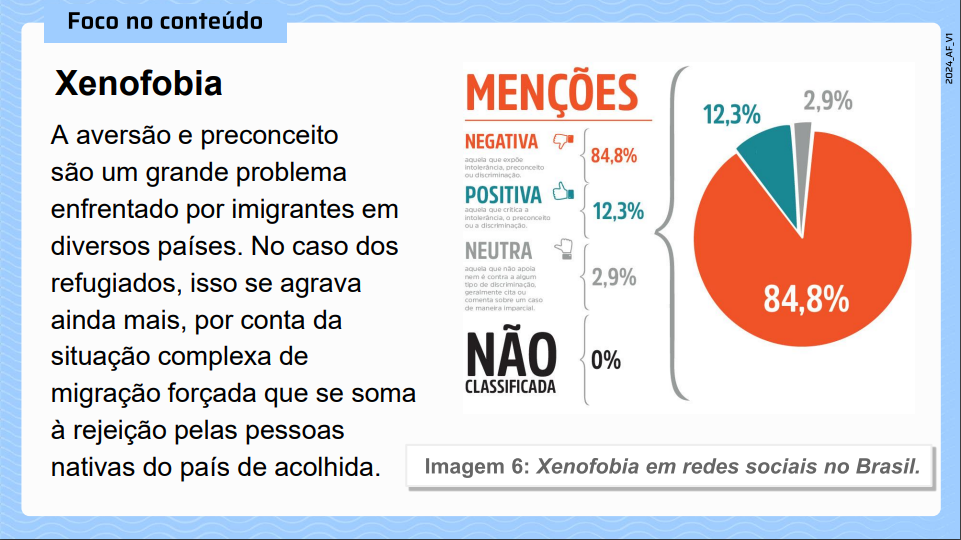 Foco no conteúdo
2024_AF_V1
Xenofobia
A aversão e preconceito
são um grande problema
enfrentado por imigrantes em
diversos países. No caso dos
refugiados, isso se agrava
ainda mais, por conta da
situação complexa de
migração forçada que se soma
à rejeição pelas pessoas
nativas do país de acolhida.
MENÇÕES
NEGATIVA
aquela que expõe
intolerância, preconceito
ou discriminação.
84,8%
POSITIVA
aquela que critica a
intolerância, o preconceito
ou a discriminação.
12,3%
NEUTRA
aquela que não apoia
nem é contra a algum
tipo de discriminação,
geralmente cita ou
comenta sobre um caso
de maneira imparcial.
2,9%
NÃO
CLASSIFICADA
0%
12,3%
2,9%
84,8%
Imagem 6: Xenofobia em redes sociais no Brasil.